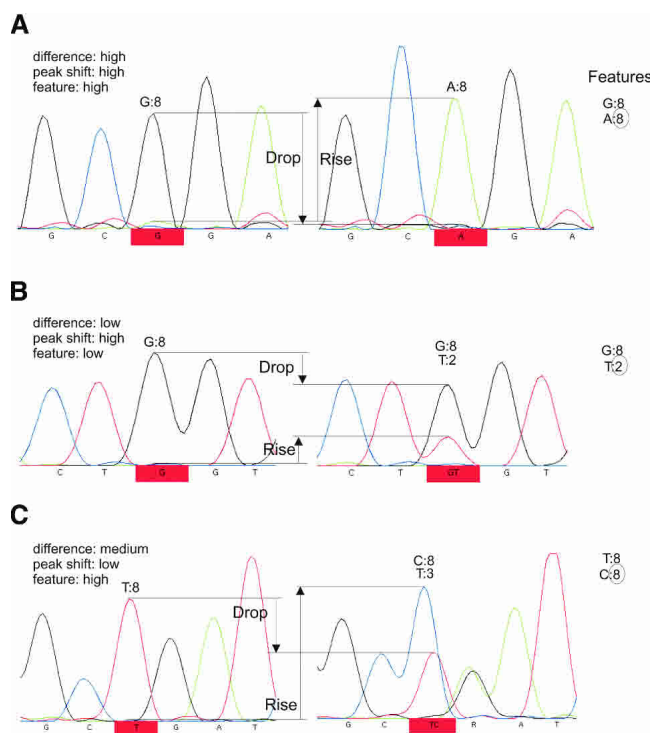 A
difference: high
peak shift: high
feature: high
G:8
A:8
Features
G:8
A:8
Drop
Rise
G C G G A
G C A G A
B
difference: low
peak shift: high
feature: low
G:8
G:8
T:2
G:8
T:2
Drop
Rise
C T G G T
C T GT G T
C
difference: medium
peak shift: low
feature: high
T:8
C:8
T:3
T:8
C:8
Drop
Rise
G C T G A T
G C TC R A T